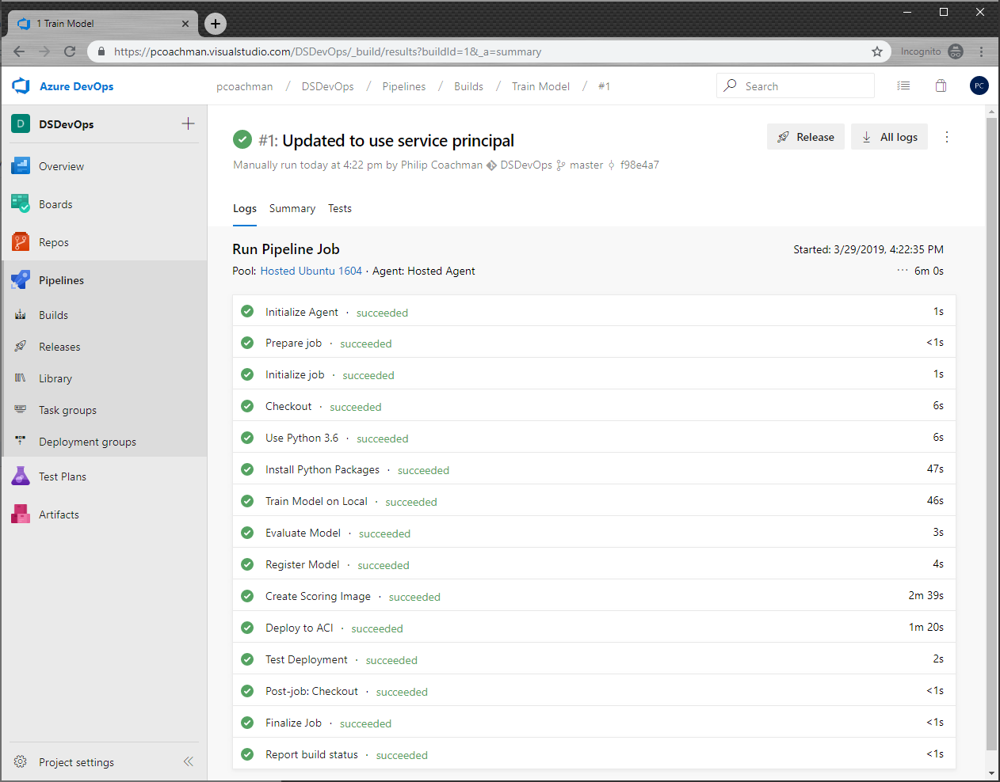 1 Train Model
https://pcoachman.visualstudio.com/DSDevOps/_build/results?buildId=1&_a=summary
Incognito
Azure DevOps
pcoachman / DSDevOps / Pipelines / Builds / Train Model / #1
Search
PC
D DSDevOps
Overview
Boards
Repos
Pipelines
Builds
Releases
Library
Task groups
Deployment groups
Test Plans
Artifacts
Project settings
#1: Updated to use service principal
Release
All logs
Manually run today at 4:22 pm by Philip Coachman DSDevOps master f98e4a7
Logs Summary Tests
Run Pipeline Job
Started: 3/29/2019, 4:22:35 PM
Pool: Hosted Ubuntu 1604 · Agent: Hosted Agent
··· 6m 0s
Initialize Agent · succeeded 1s
Prepare job · succeeded <1s
Initialize job · succeeded 1s
Checkout · succeeded 6s
Use Python 3.6 · succeeded 6s
Install Python Packages · succeeded 47s
Train Model on Local · succeeded 46s
Evaluate Model · succeeded 3s
Register Model · succeeded 4s
Create Scoring Image · succeeded 2m 39s
Deploy to ACI · succeeded 1m 20s
Test Deployment · succeeded 2s
Post-job: Checkout · succeeded <1s
Finalize Job · succeeded <1s
Report build status · succeeded <1s